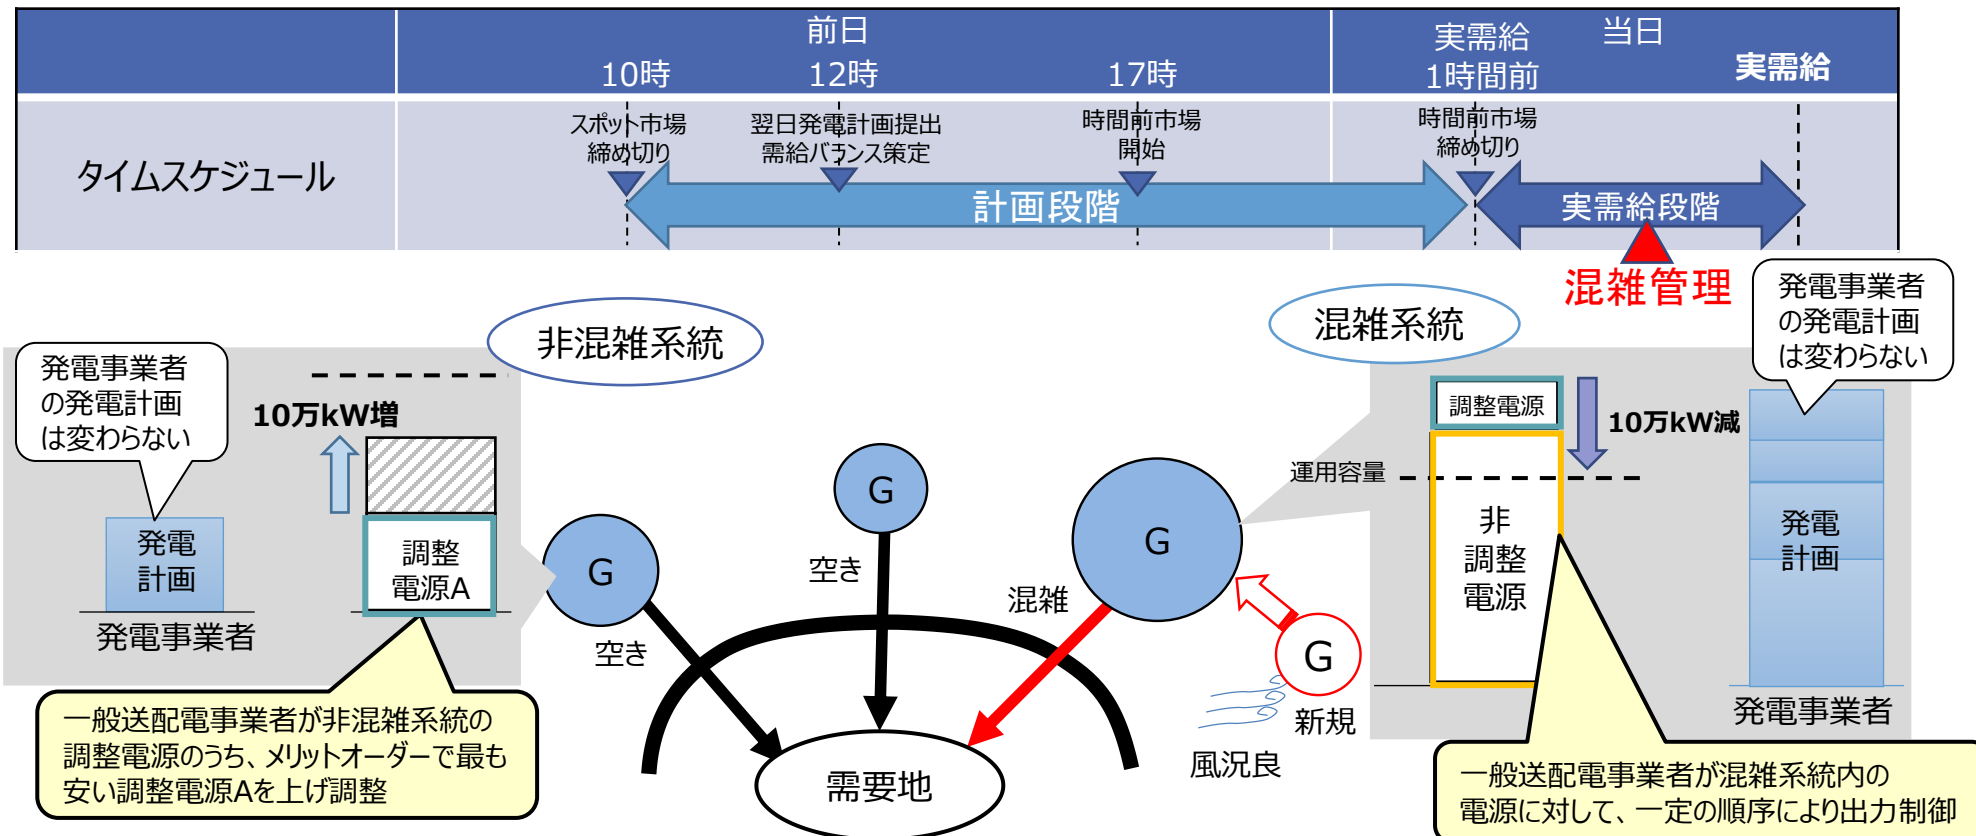 前日
当日
10時
12時
17時
実需給
1時間前
実需給
タイムスケジュール
スポット市場
締め切り
翌日発電計画提出
需給バランス策定
時間前市場
開始
時間前市場
締め切り
計画段階
実需給段階
混雑管理
非混雑系統
混雑系統
発電事業者
の発電計画
は変わらない
10万kW増
発電
計画
発電事業者
調整
電源A
一般送配電事業者が非混雑系統の
調整電源のうち、メリットオーダーで最も
安い調整電源Aを上げ調整
G
空き
G
空き
G
混雑
G
新規
風況良
需要地
発電事業者
の発電計画
は変わらない
調整電源
10万kW減
運用容量
非
調整
電源
発電
計画
発電事業者
一般送配電事業者が混雑系統内の
電源に対して、一定の順序により出力制御